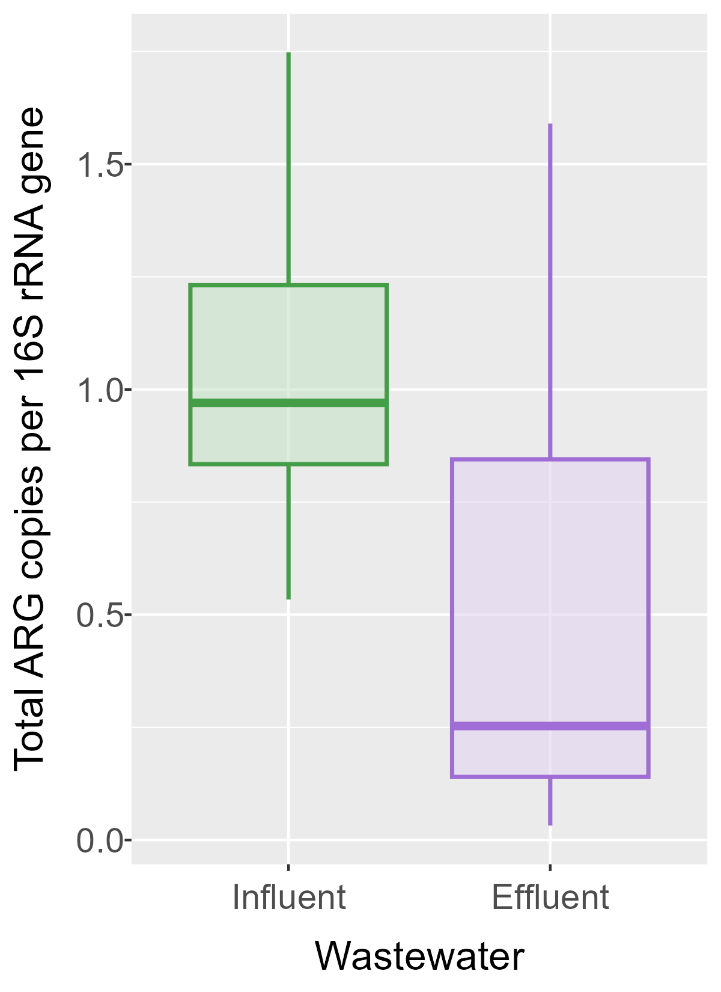 Total ARG copies per 16S rRNA gene
1.5
1.0
0.5
0.0
Influent
Effluent
Wastewater